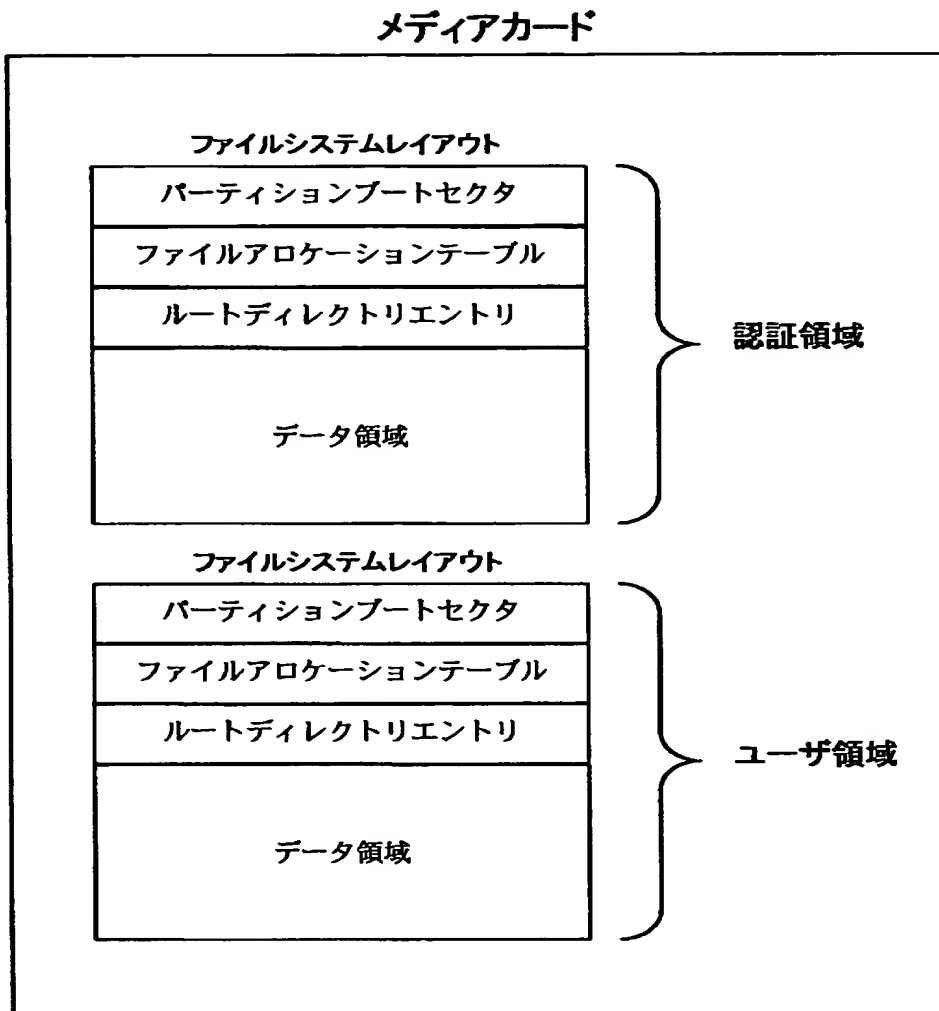 メディアカード
ファイルシステムレイアウト
パーティションブートセクタ
ファイルアロケーションテーブル
ルートディレクトリエントリ
データ領域
認証領域
ファイルシステムレイアウト
パーティションブートセクタ
ファイルアロケーションテーブル
ルートディレクトリエントリ
データ領域
ユーザ領域